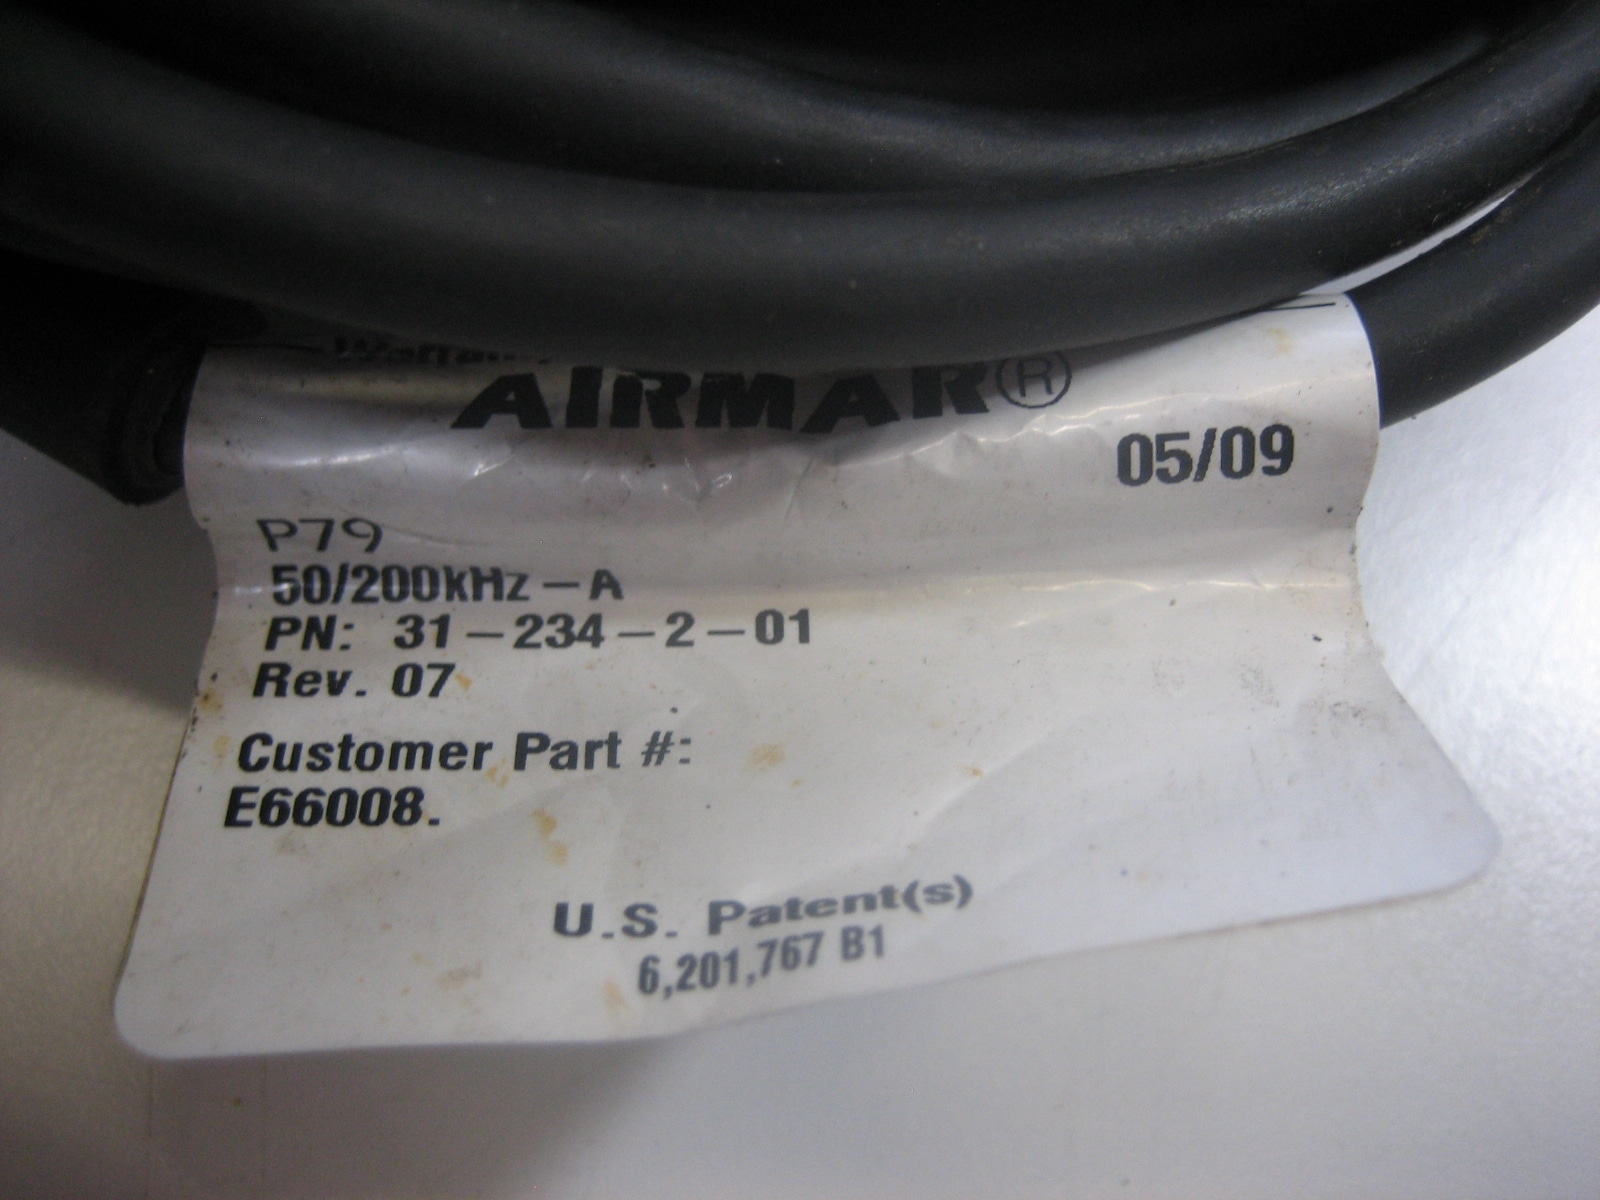 AIRMAR®
05/09
P79
50/200kHz-A
PN: 31-234-2-01
Rev. 07
Customer Part #:
E66008.
U.S. Patent(s)
6,201,767 B1